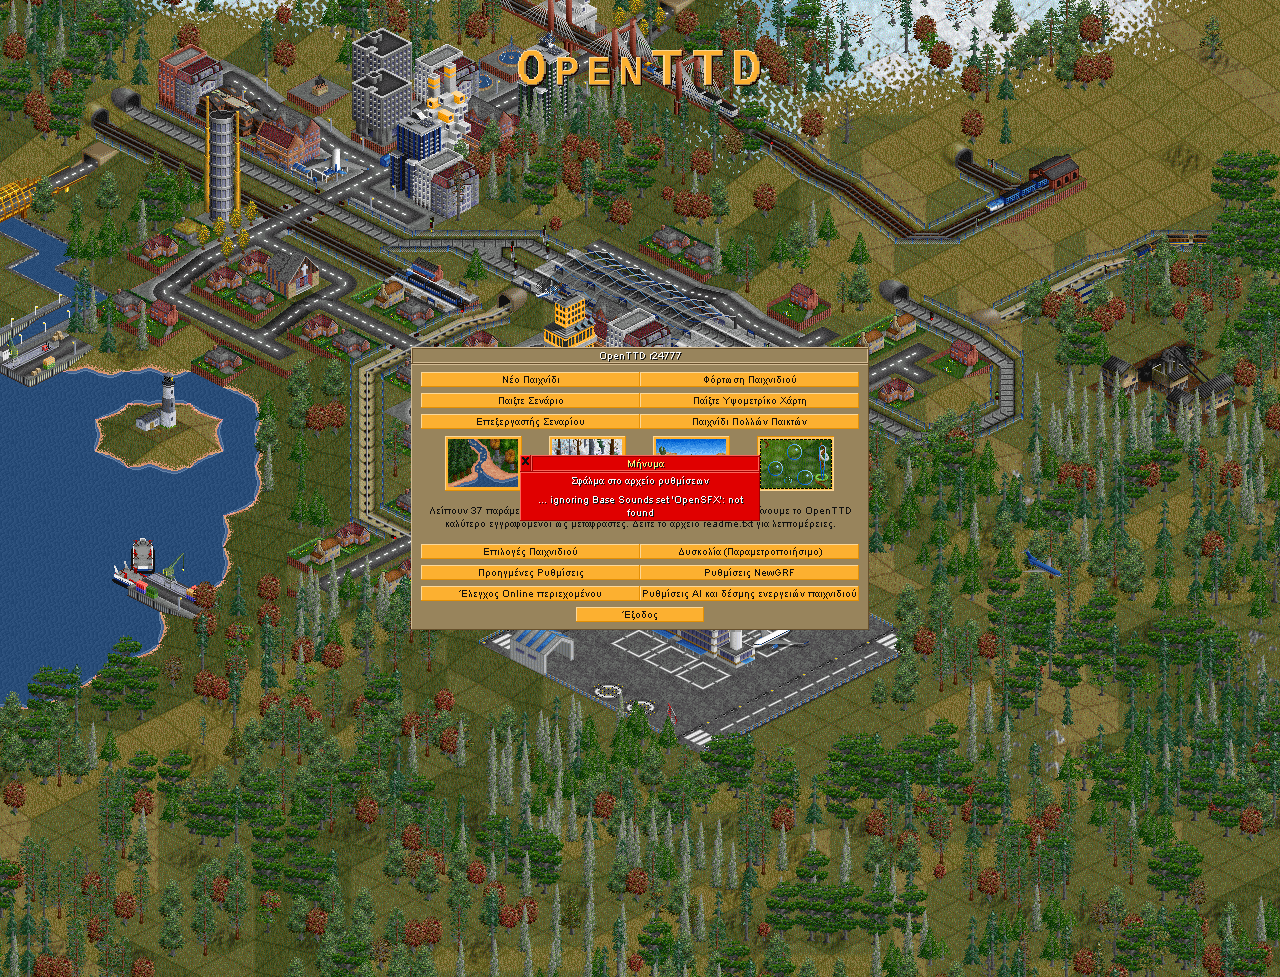 OPENTTD
OpenTTD r24777
Νέο Παιχνίδι
Φόρτωση Παιχνιδιού
Παίξτε Σενάριο
Παίξτε Υψομετρικό Χάρτη
Επεξεργαστής Σεναρίου
Παιχνίδι Πολλών Παικτών
Μήνυμα
Σφάλμα στο αρχείο ρυθμίσεων
... ignoring Base Sounds set 'OpenSFX': not
found
Λείπουν 37 το OpenTTD
καλύτερο εγγραφόμενοι ως μεταφραστές. Δείτε το αρχείο readme.txt για λεπτομέρειες.
Επιλογές Παιχνιδιού
Δυσκολία (Παραμετροποιήσιμο)
Προηγμένες Ρυθμίσεις
Ρυθμίσεις NewGRF
Έλεγχος Online περιεχομένου
Ρυθμίσεις AI και δέσμης ενεργειών παιχνιδιού
Έξοδος